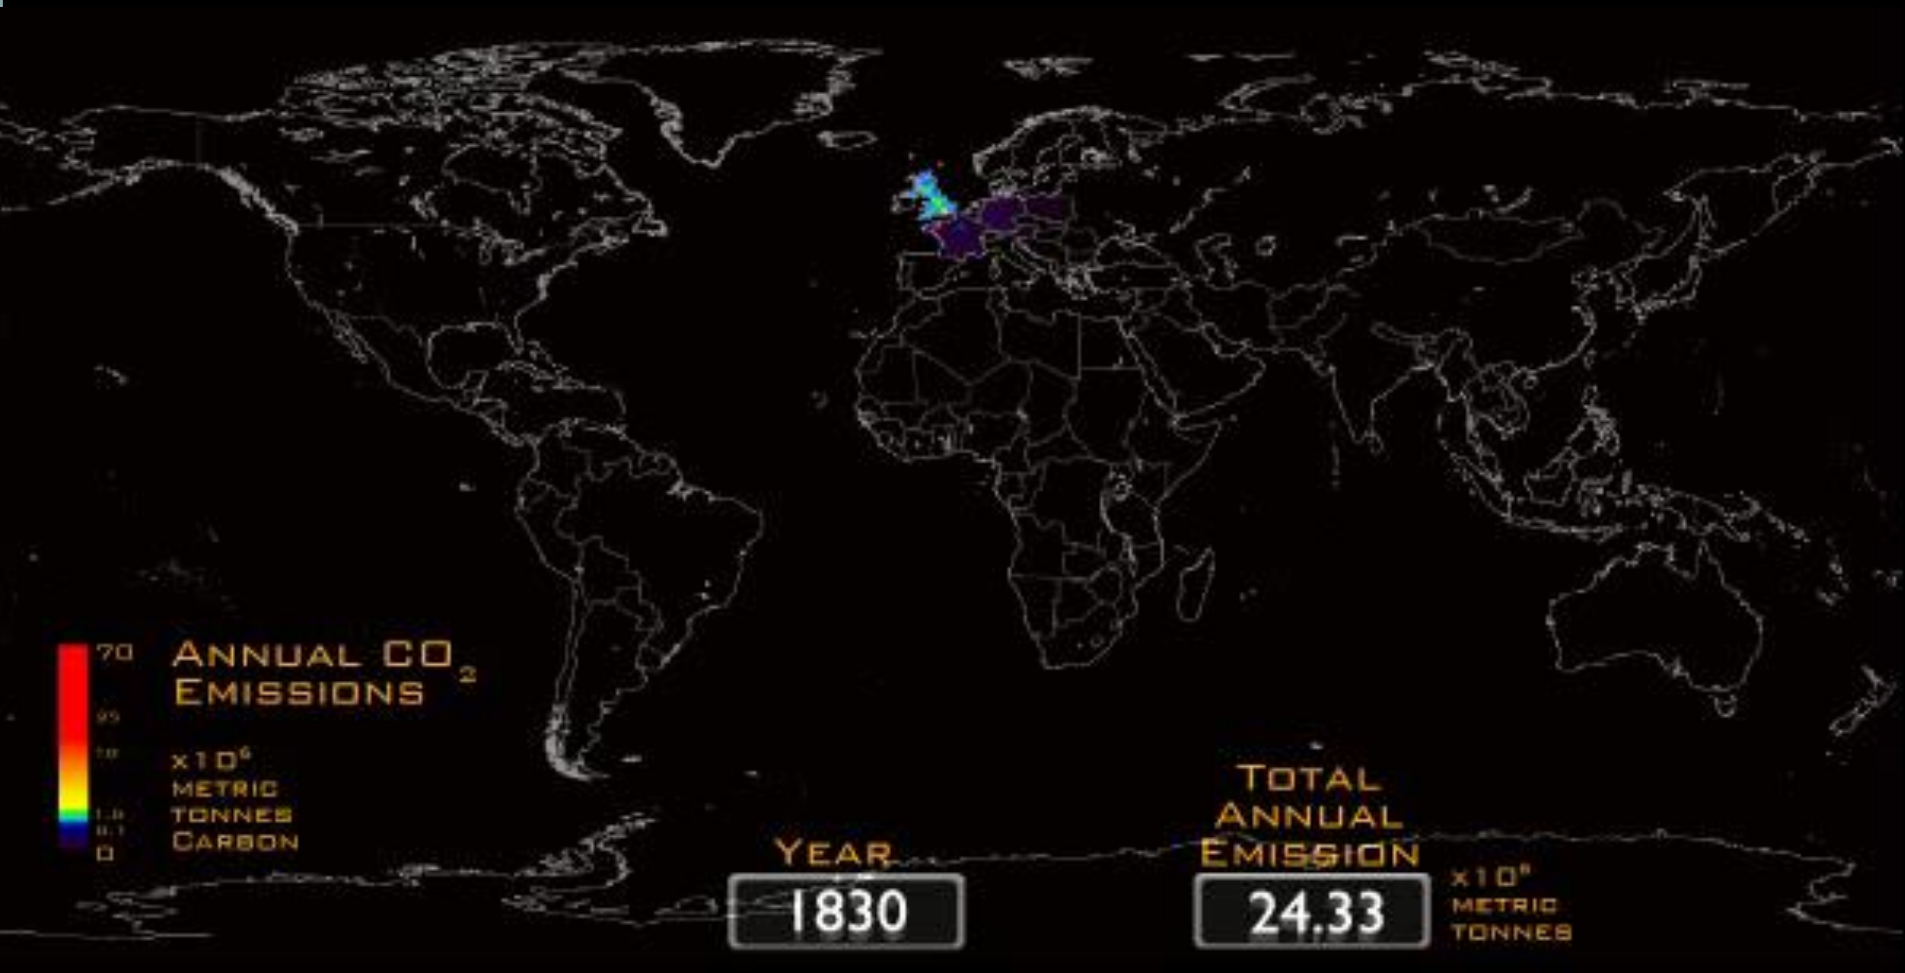 70
ANNUAL CO2
EMISSIONS
x10⁶
METRIC
TONNES
CARBON
0
YEAR
1830
TOTAL
ANNUAL
EMISSION
24.33
METRIC
TONNES